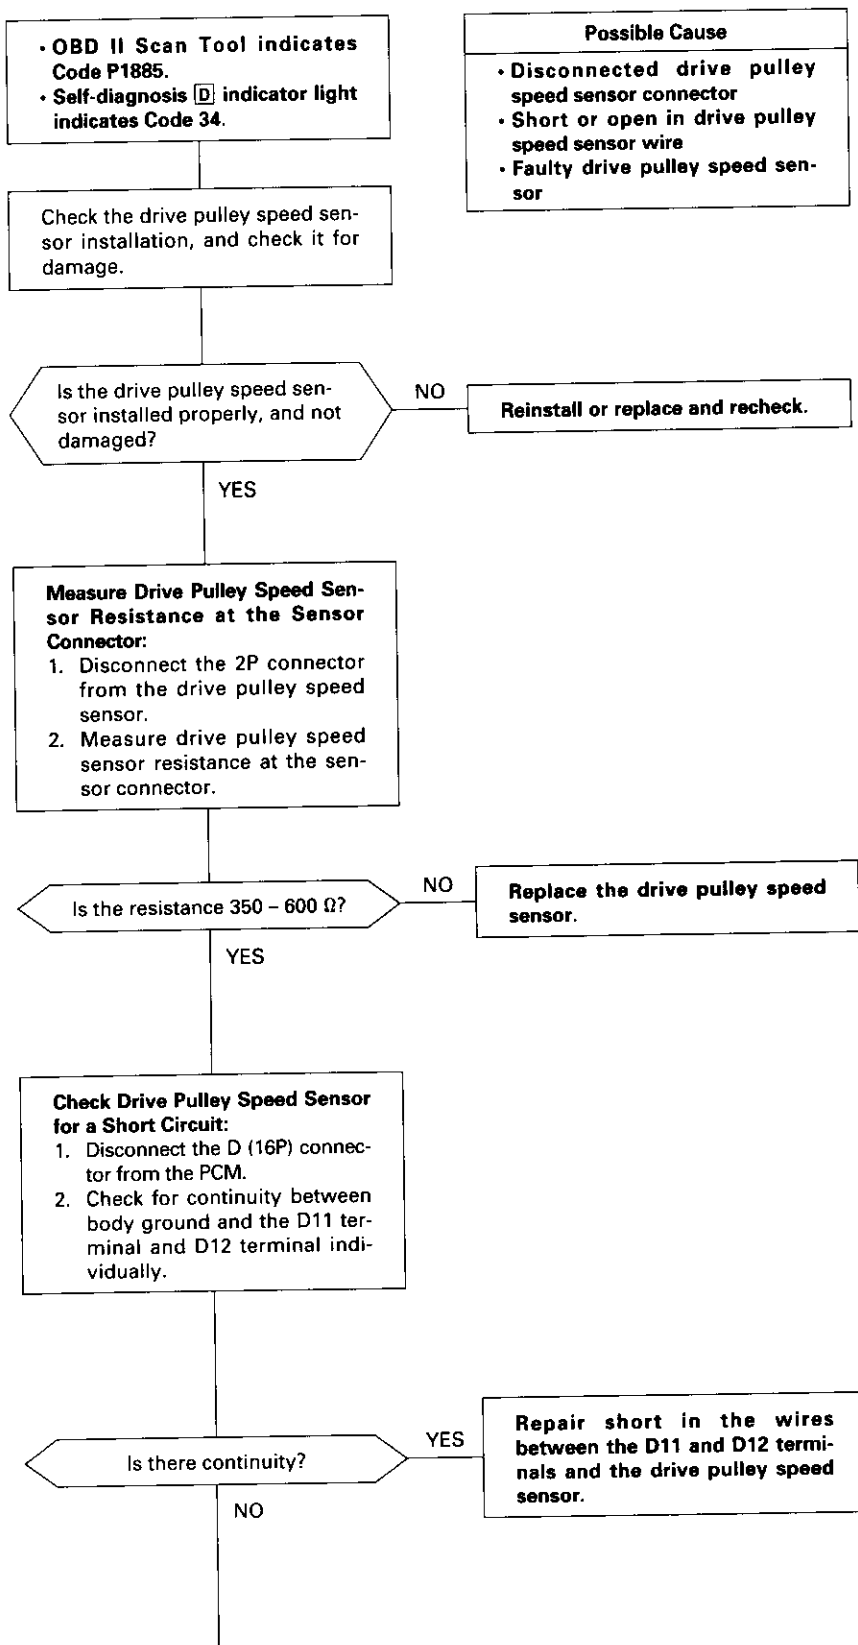 • OBD II Scan Tool indicates
Code P1885.
• Self-diagnosis D indicator light
indicates Code 34.
Possible Cause
• Disconnected drive pulley
speed sensor connector
• Short or open in drive pulley
speed sensor wire
• Faulty drive pulley speed sen-
sor
Check the drive pulley speed sen-
sor installation, and check it for
damage.
Is the drive pulley speed sen-
sor installed properly, and not
damaged?
NO
Reinstall or replace and recheck.
YES
Measure Drive Pulley Speed Sen-
sor Resistance at the Sensor
Connector:
1. Disconnect the 2P connector
from the drive pulley speed
sensor.
2. Measure drive pulley speed
sensor resistance at the sen-
sor connector.
Is the resistance 350 – 600 Ω?
NO
Replace the drive pulley speed
sensor.
YES
Check Drive Pulley Speed Sensor
for a Short Circuit:
1. Disconnect the D (16P) connec-
tor from the PCM.
2. Check for continuity between
body ground and the D11 ter-
minal and D12 terminal indi-
vidually.
Is there continuity?
YES
Repair short in the wires
between the D11 and D12 termi-
nals and the drive pulley speed
sensor.
NO